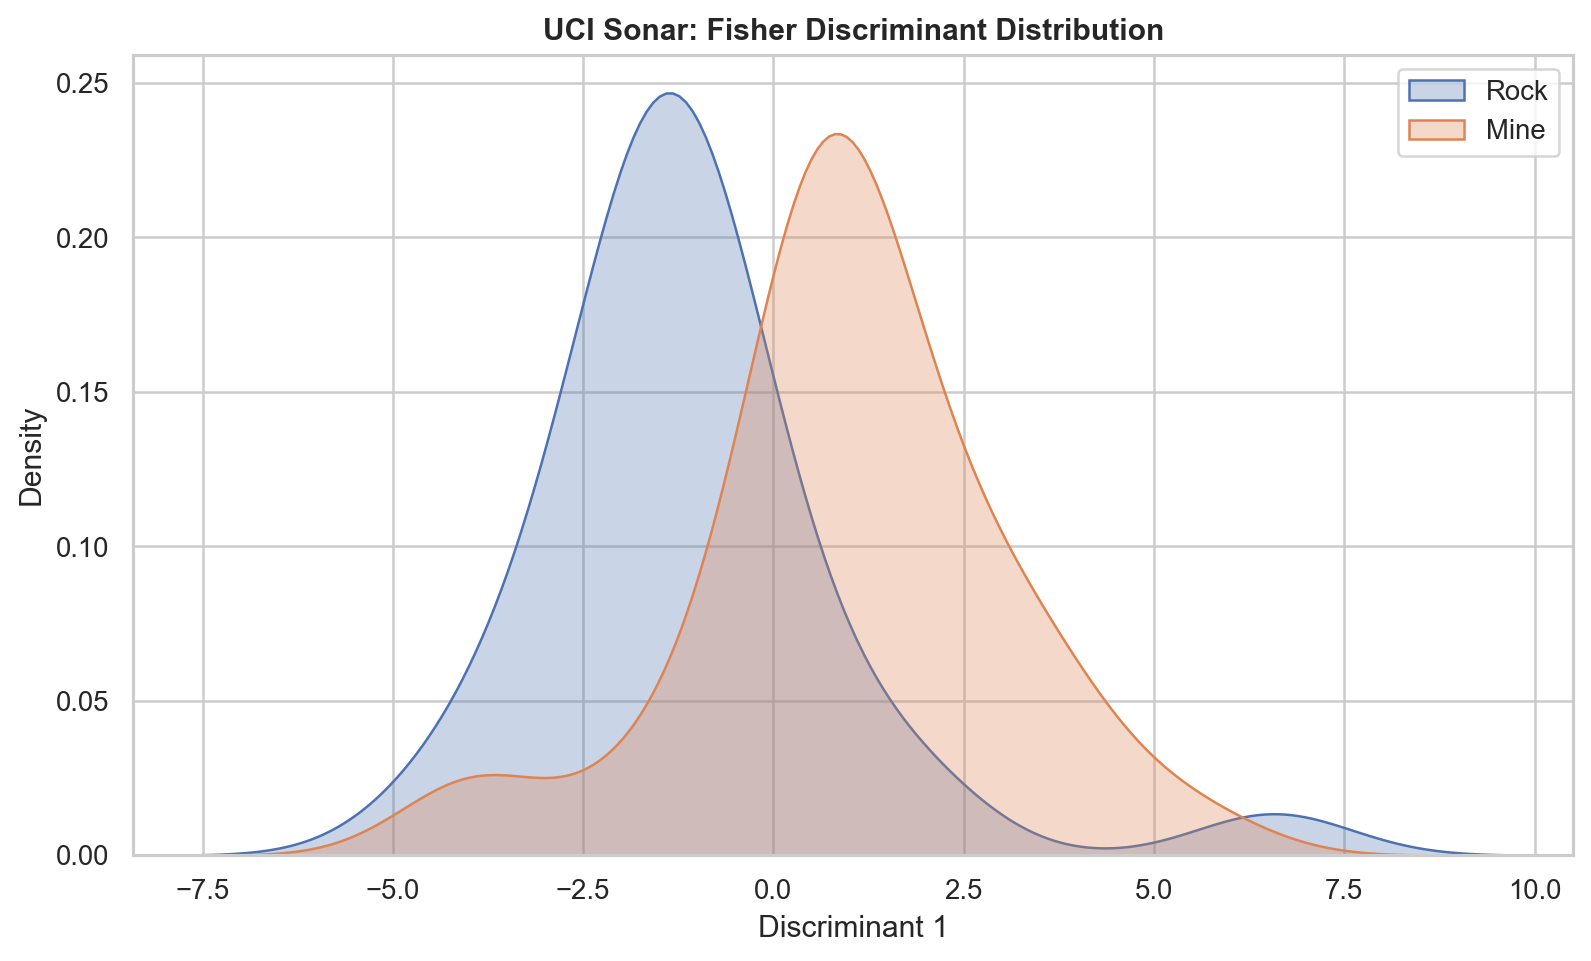 UCI Sonar: Fisher Discriminant Distribution
Rock
Mine
Density
0.25
0.20
0.15
0.10
0.05
0.00
−7.5 −5.0 −2.5 0.0 2.5 5.0 7.5 10.0
Discriminant 1